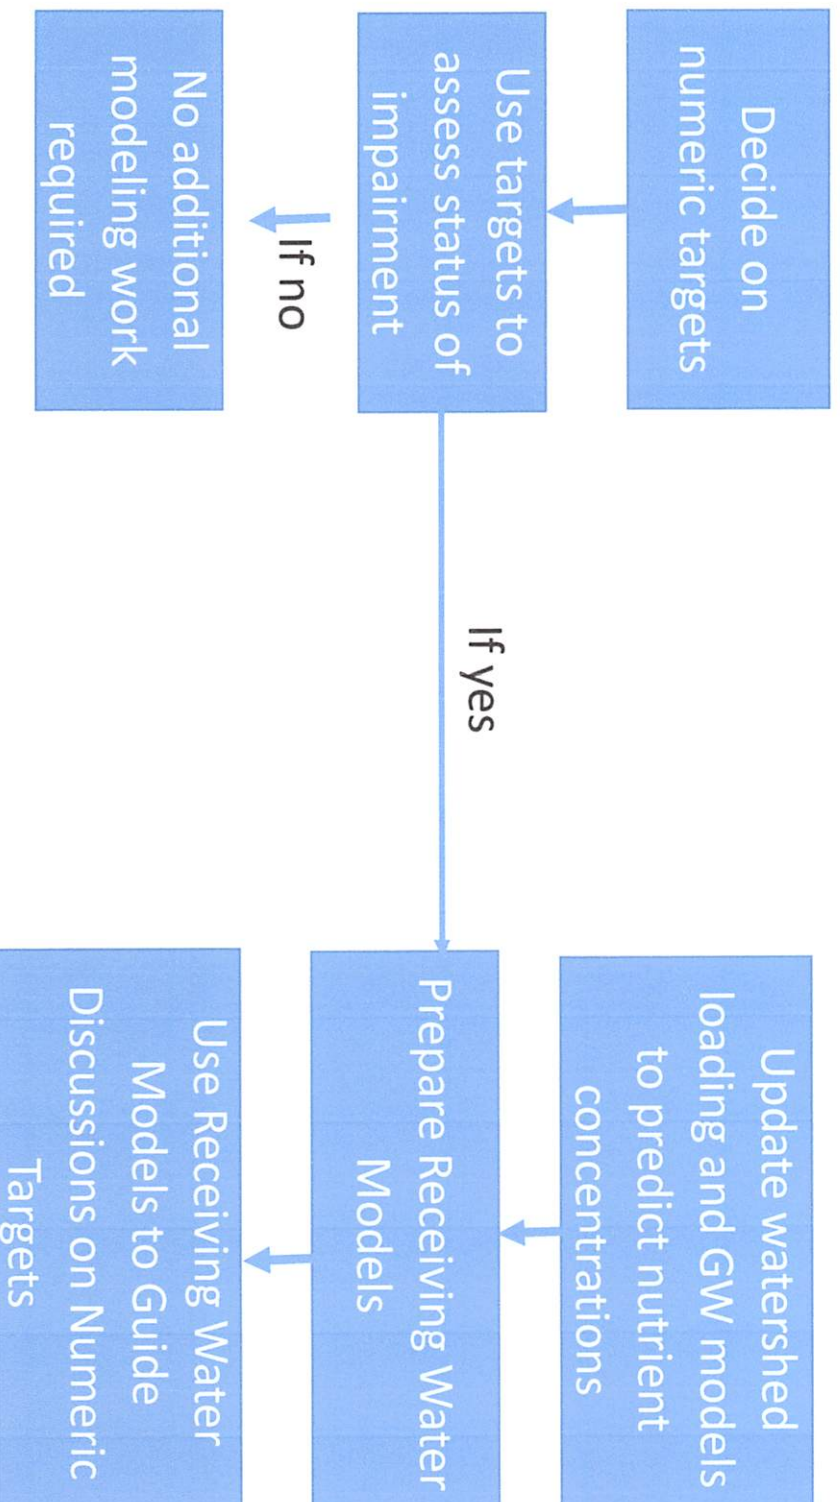 Decide on
numeric targets
Use targets to
assess status of
impairment
If no
No additional
modeling work
required
If yes
Update watershed
loading and GW models
to predict nutrient
concentrations
Prepare Receiving Water
Models
Use Receiving Water
Models to Guide
Discussions on Numeric
Targets